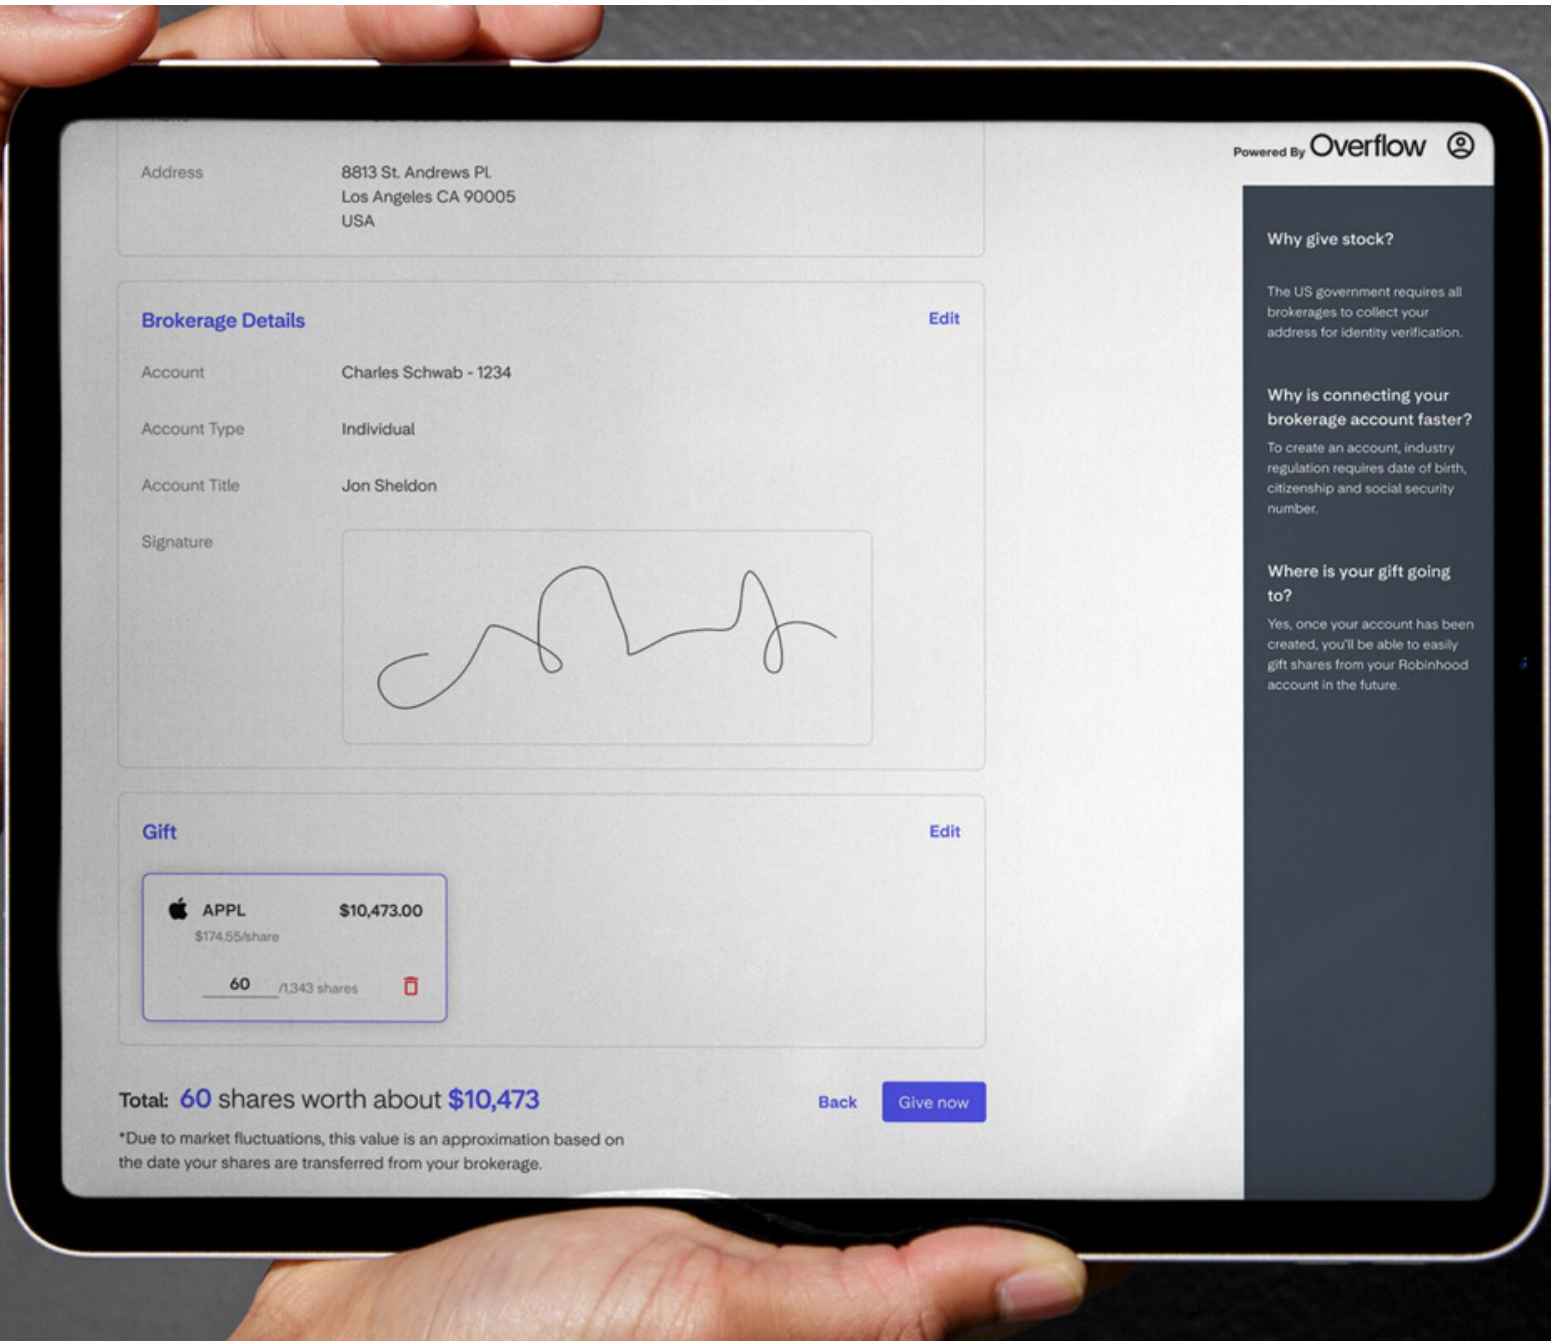 Powered By Overflow
Address
8813 St. Andrews Pl.
Los Angeles CA 90005
USA
Brokerage Details
Edit
Account
Charles Schwab - 1234
Account Type
Individual
Account Title
Jon Sheldon
Signature
Gift
Edit
APPL
$10,473.00
$174.55/share
60 /1,343 shares
Total: 60 shares worth about $10,473
Back
Give now
*Due to market fluctuations, this value is an approximation based on
the date your shares are transferred from your brokerage.
Why give stock?
The US government requires all
brokerages to collect your
address for identity verification.
Why is connecting your
brokerage account faster?
To create an account, industry
regulation requires date of birth,
citizenship and social security
number.
Where is your gift going
to?
Yes, once your account has been
created, you'll be able to easily
gift shares from your Robinhood
account in the future.